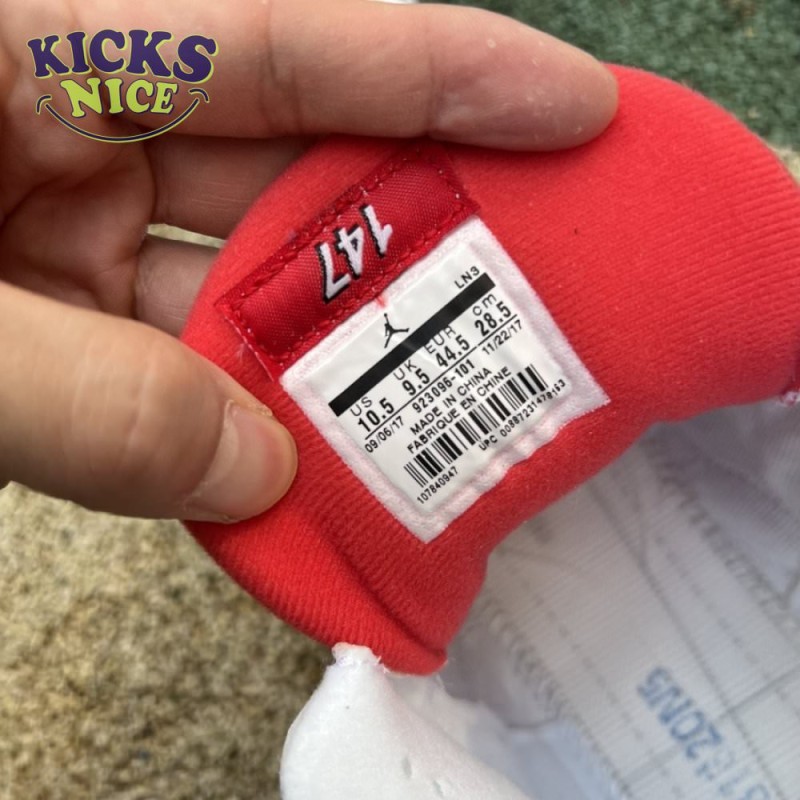 KICKS
NICE
147
LN3
US UK EUR cm
10.5 9.5 44.5 28.5
09/06/17 923096-101 11/22/17
MADE IN CHINA
FABRIQUE EN CHINE
107840947 UPC